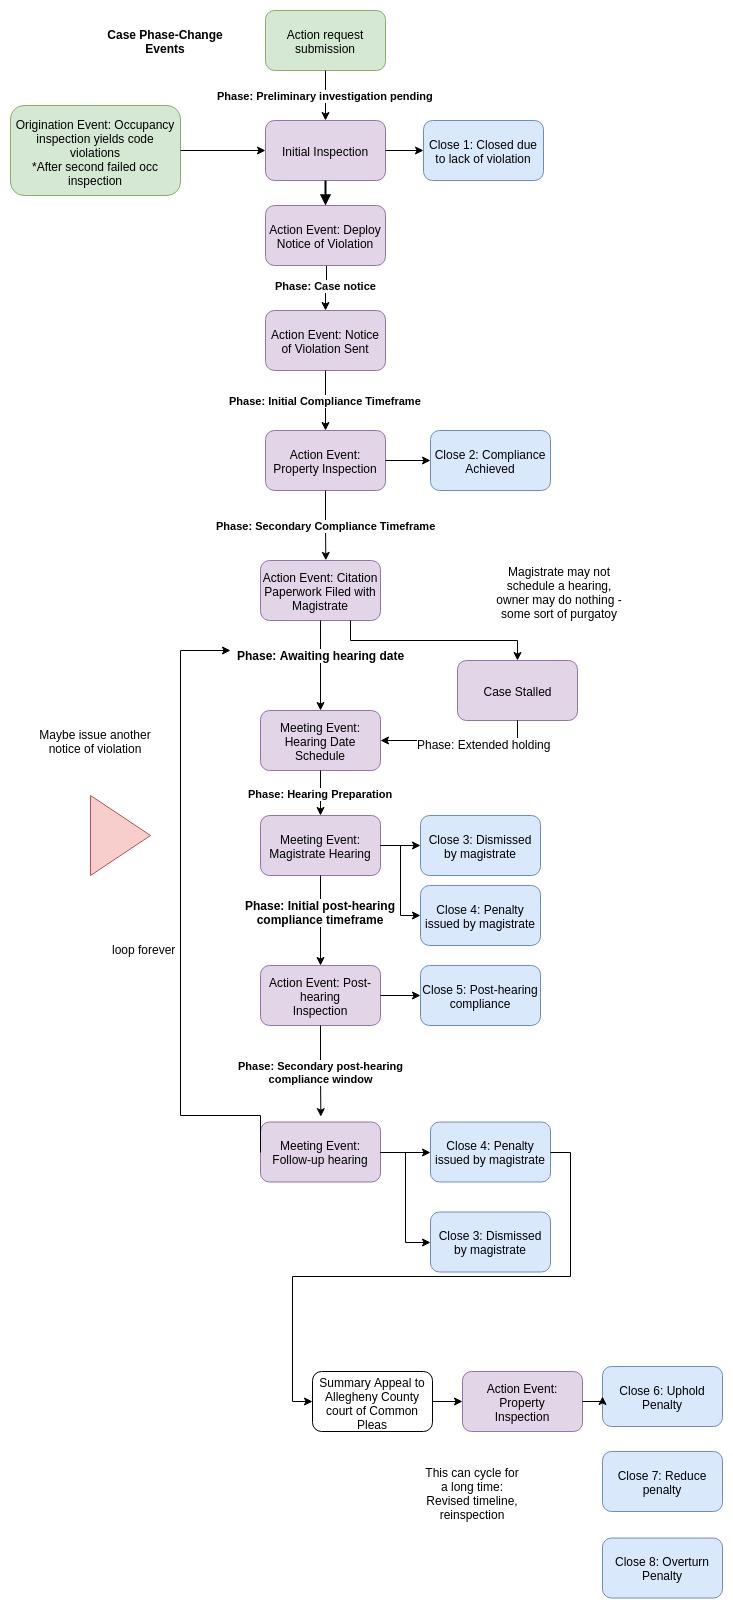 Case Phase-Change
Events
Action request
submission
Phase: Preliminary investigation pending
Origination Event: Occupancy
inspection yields code
violations
*After second failed occ
inspection
Initial Inspection
Close 1: Closed due
to lack of violation
Action Event: Deploy
Notice of Violation
Phase: Case notice
Action Event: Notice
of Violation Sent
Phase: Initial Compliance Timeframe
Action Event:
Property Inspection
Close 2: Compliance
Achieved
Phase: Secondary Compliance Timeframe
Action Event: Citation
Paperwork Filed with
Magistrate
Magistrate may not
schedule a hearing,
owner may do nothing -
some sort of purgatoy
Phase: Awaiting hearing date
Case Stalled
Maybe issue another
notice of violation
Meeting Event:
Hearing Date
Schedule
Phase: Extended holding
Phase: Hearing Preparation
Meeting Event:
Magistrate Hearing
Close 3: Dismissed
by magistrate
Close 4: Penalty
issued by magistrate
Phase: Initial post-hearing
compliance timeframe
loop forever
Action Event: Post-
hearing
Inspection
Close 5: Post-hearing
compliance
Phase: Secondary post-hearing
compliance window
Meeting Event:
Follow-up hearing
Close 4: Penalty
issued by magistrate
Close 3: Dismissed
by magistrate
Summary Appeal to
Allegheny County
court of Common
Pleas
Action Event:
Property
Inspection
Close 6: Uphold
Penalty
This can cycle for
a long time:
Revised timeline,
reinspection
Close 7: Reduce
penalty
Close 8: Overturn
Penalty